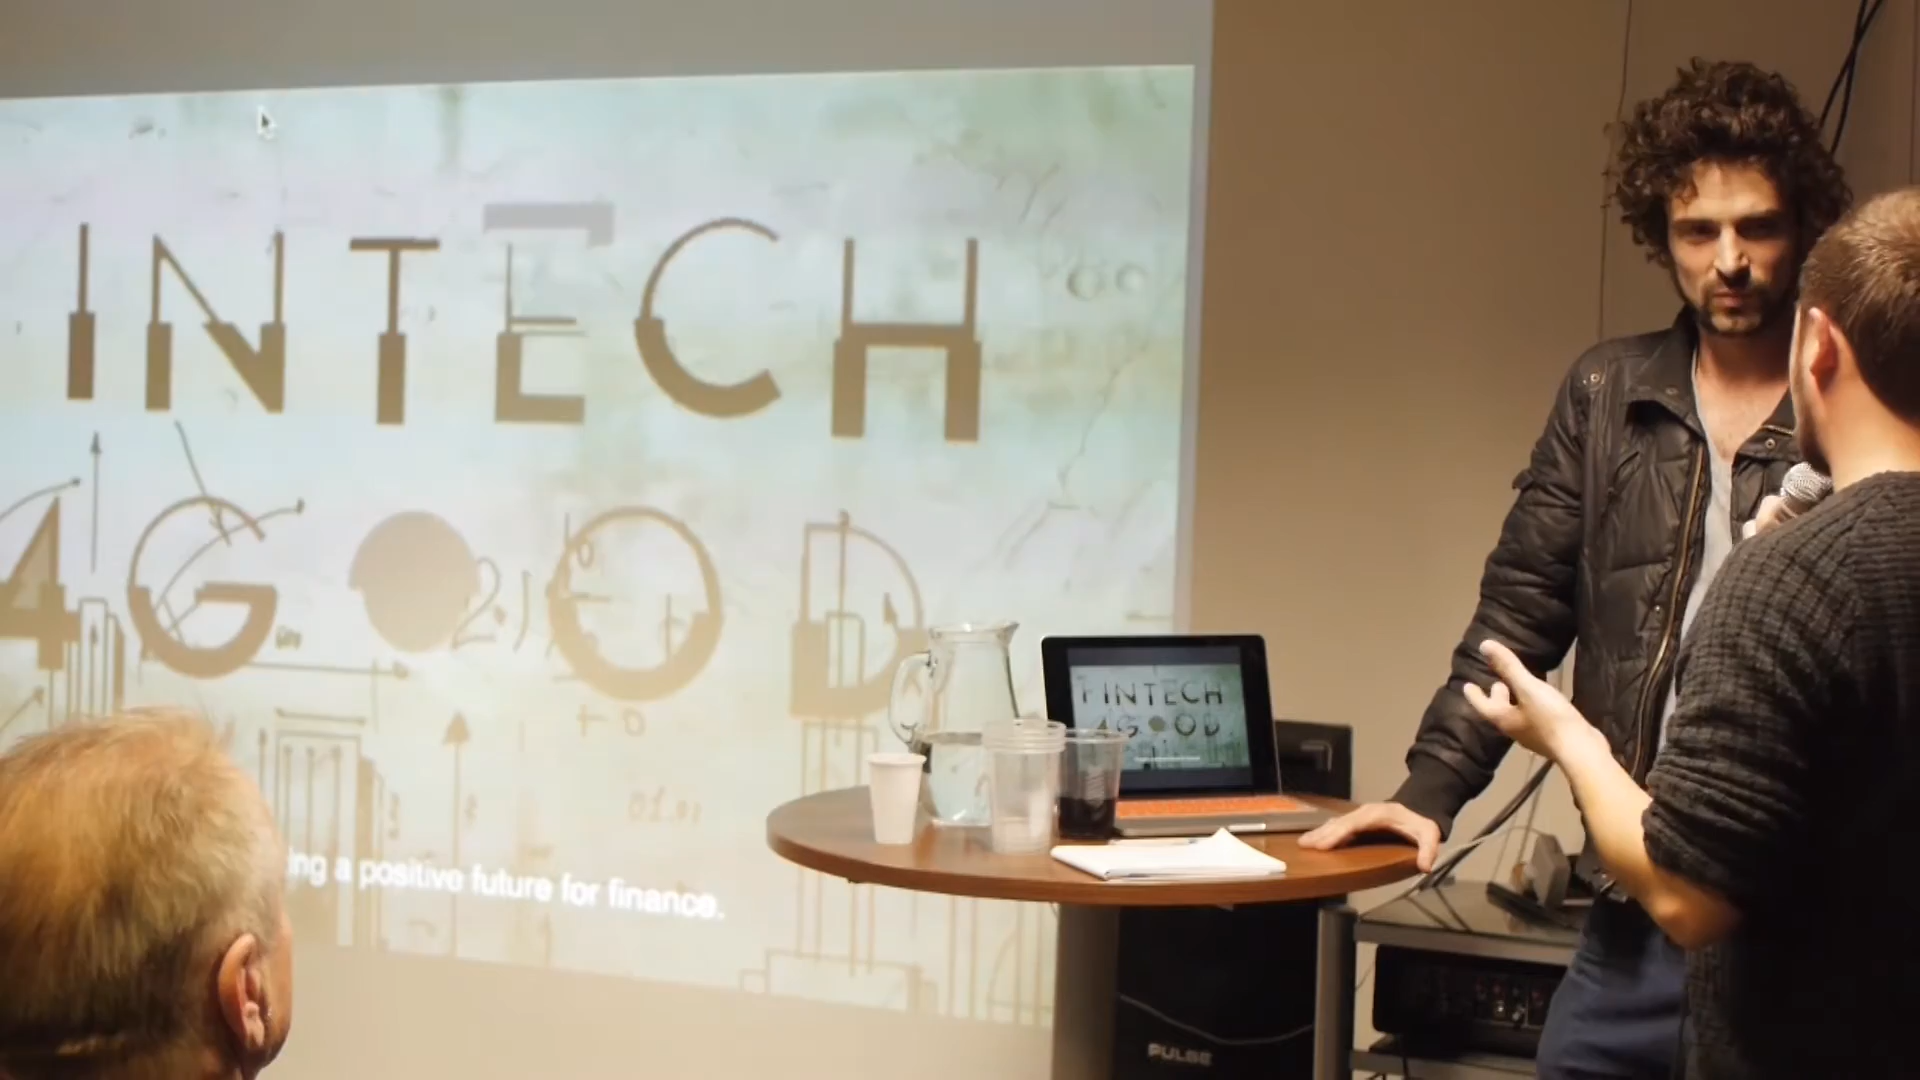 INTECH
4GOOD
ing a positive future for finance.
FINTECH
4GOOD
PULSE